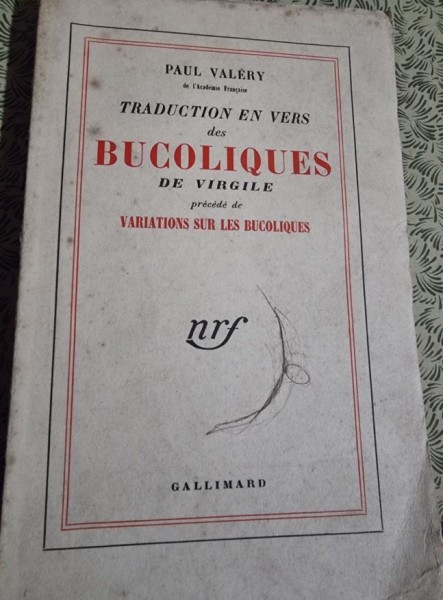 PAUL VALÉRY
de l'Académie Française
TRADUCTION EN VERS
des
BUCOLIQUES
DE VIRGILE
précédé de
VARIATIONS SUR LES BUCOLIQUES
nrf
GALLIMARD